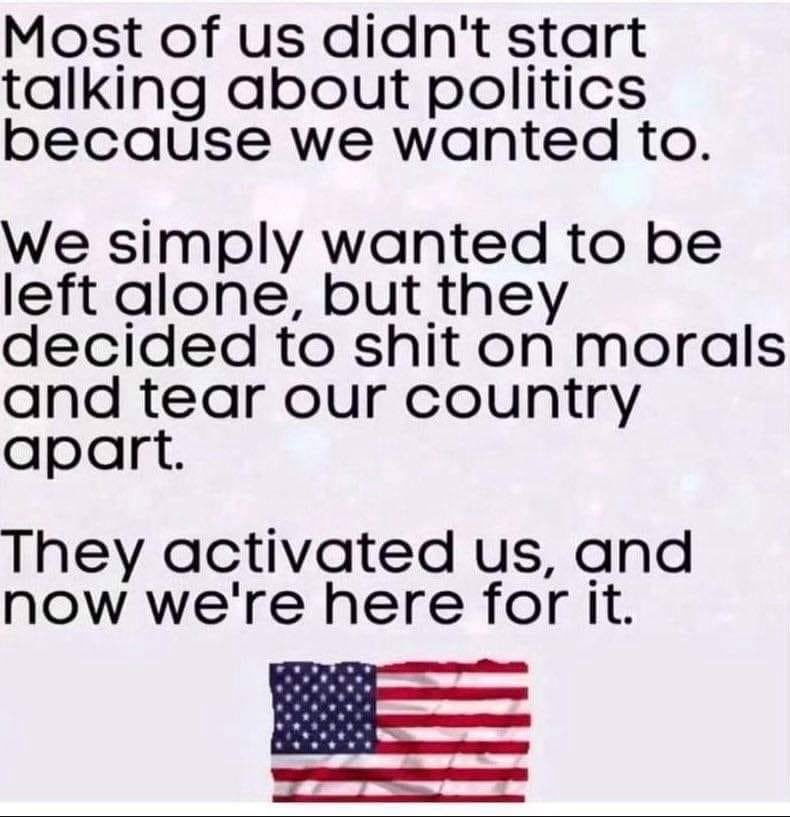 Most of us didn't start
talking about politics
because we wanted to.
We simply wanted to be
left alone, but they
decided to shit on morals
and tear our country
apart.
They activated us, and
now we're here for it.